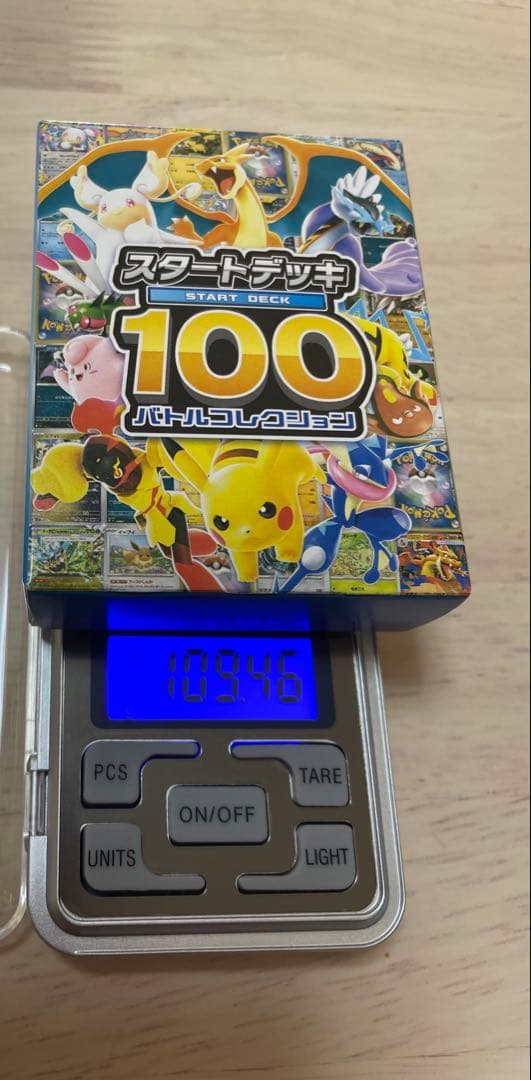 スタートデッキ
START DECK
100
バトルコレクション
109.46
PCS
TARE
ON/OFF
UNITS
LIGHT